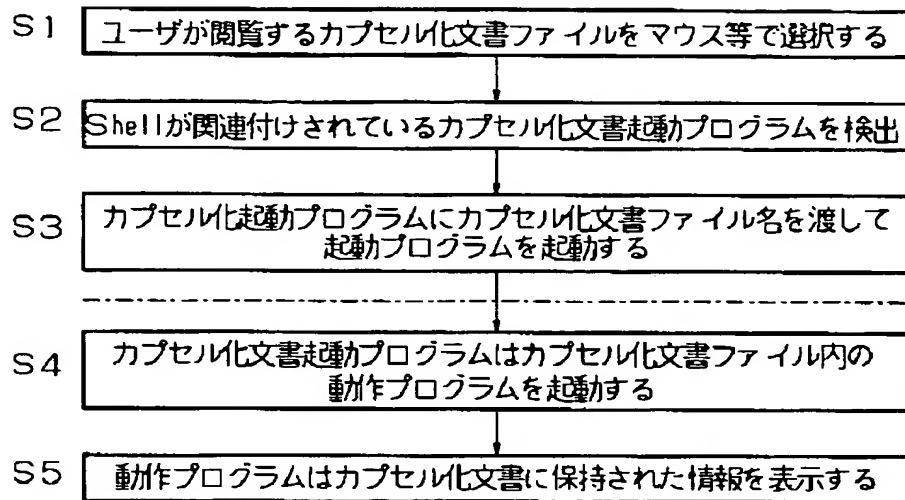 S1 ユーザが閲覧するカプセル化文書ファイルをマウス等で選択する
S2 Shellが関連付けされているカプセル化文書起動プログラムを検出
S3 カプセル化起動プログラムにカプセル化文書ファイル名を渡して
起動プログラムを起動する
S4 カプセル化文書起動プログラムはカプセル化文書ファイル内の
動作プログラムを起動する
S5 動作プログラムはカプセル化文書に保持された情報を表示する